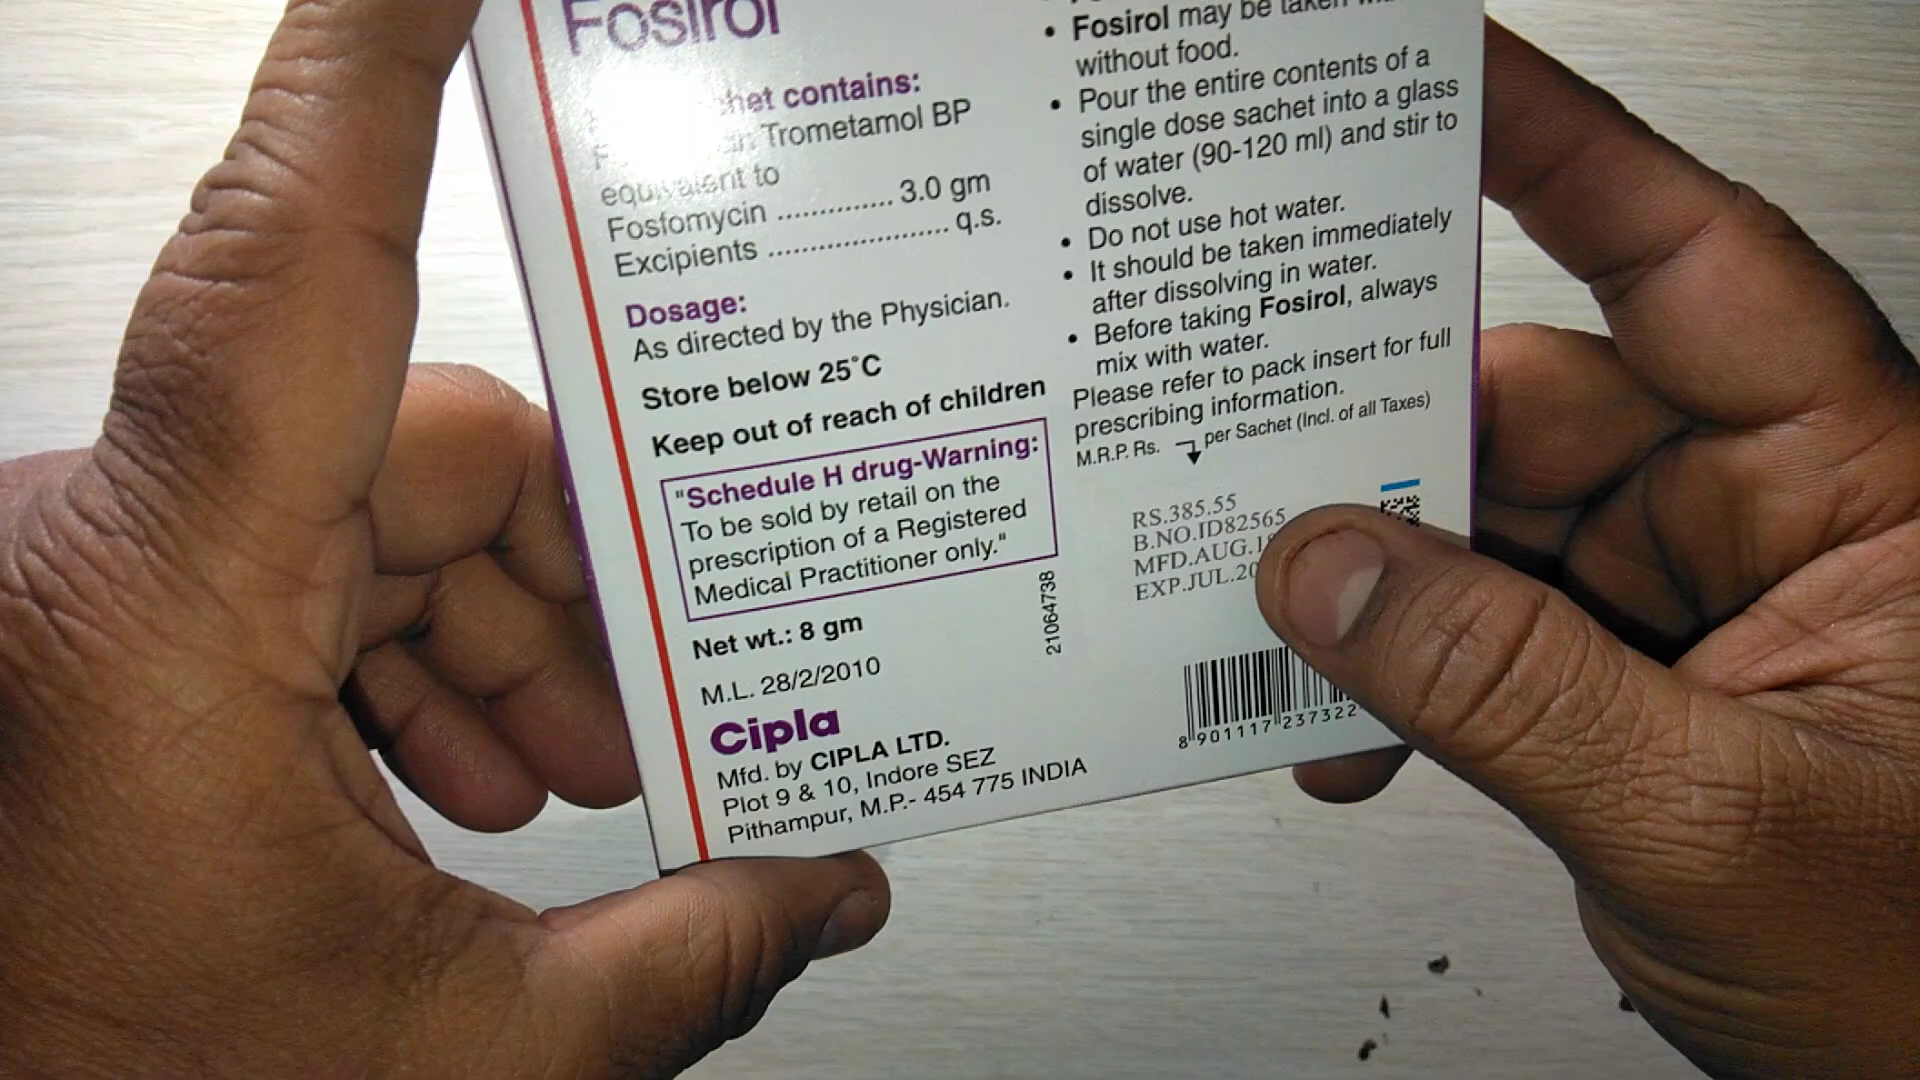 Fosirol
contains:
Trometamol BP
equivalent to
Fosfomycin .............. 3.0 gm
Excipients ...................... q.s.
Dosage:
As directed by the Physician.
Store below 25°C
Keep out of reach of children
"Schedule H drug-Warning:
To be sold by retail on the
prescription of a Registered
Medical Practitioner only."
Net wt.: 8 gm
M.L. 28/2/2010
Cipla
Mfd. by CIPLA LTD.
Plot 9 & 10, Indore SEZ
Pithampur, M.P.- 454 775 INDIA
21064738
• Fosirol may be taken
without food.
• Pour the entire contents of a
single dose sachet into a glass
of water (90-120 ml) and stir to
dissolve.
• Do not use hot water.
• It should be taken immediately
after dissolving in water.
• Before taking Fosirol, always
mix with water.
Please refer to pack insert for full
prescribing information.
M.R.P. Rs. per Sachet (Incl. of all Taxes)
RS.385.55
B.NO.ID82565
MFD.AUG.
EXP.JUL.20
8 901117 237322